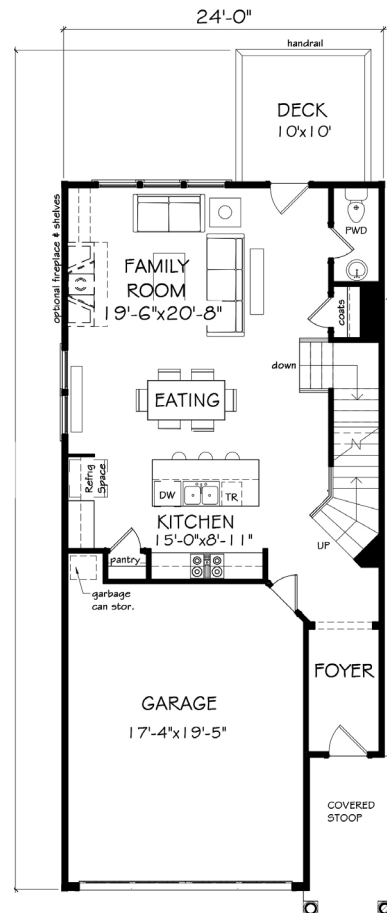 24'-0"
handrail
DECK
10'x10'
optional fireplace & shelves
PWD
FAMILY
ROOM
19'-6"x20'-8"
coats
down
EATING
Refrig
Space
DW
TR
KITCHEN
15'-0"x8'-11"
UP
pantry
garbage
can stor.
FOYER
GARAGE
17'-4"x19'-5"
COVERED
STOOP